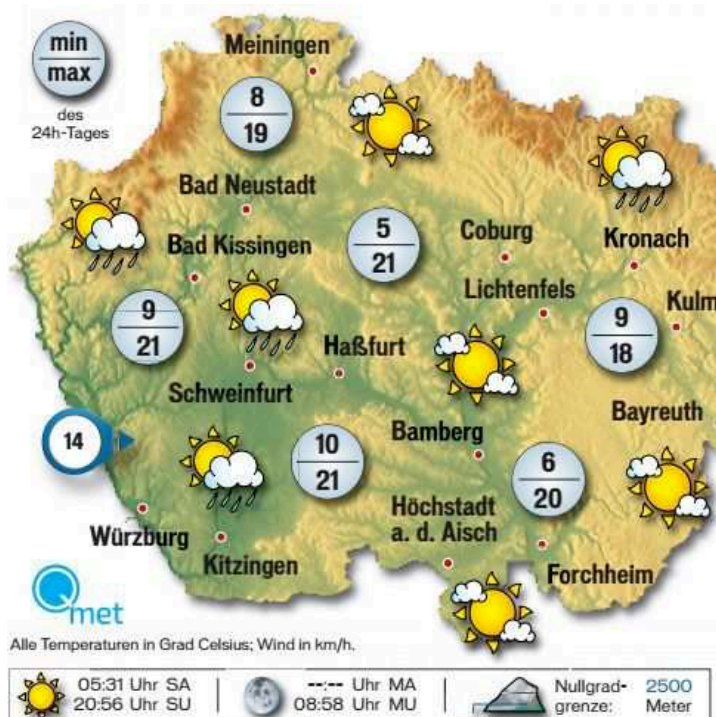 min
max
des
24h-Tages
Meiningen
8
19
Bad Neustadt
Bad Kissingen
5
21
Coburg
Kronach
Lichtenfels
Kulm
9
21
9
18
Haßfurt
Schweinfurt
Bayreuth
14
10
21
Bamberg
6
20
Höchstadt
a. d. Aisch
Würzburg
Kitzingen
Forchheim
Qmet
Alle Temperaturen in Grad Celsius; Wind in km/h.
05:31 Uhr SA
20:56 Uhr SU
--:-- Uhr MA
08:58 Uhr MU
Nullgrad- 2500
grenze: Meter